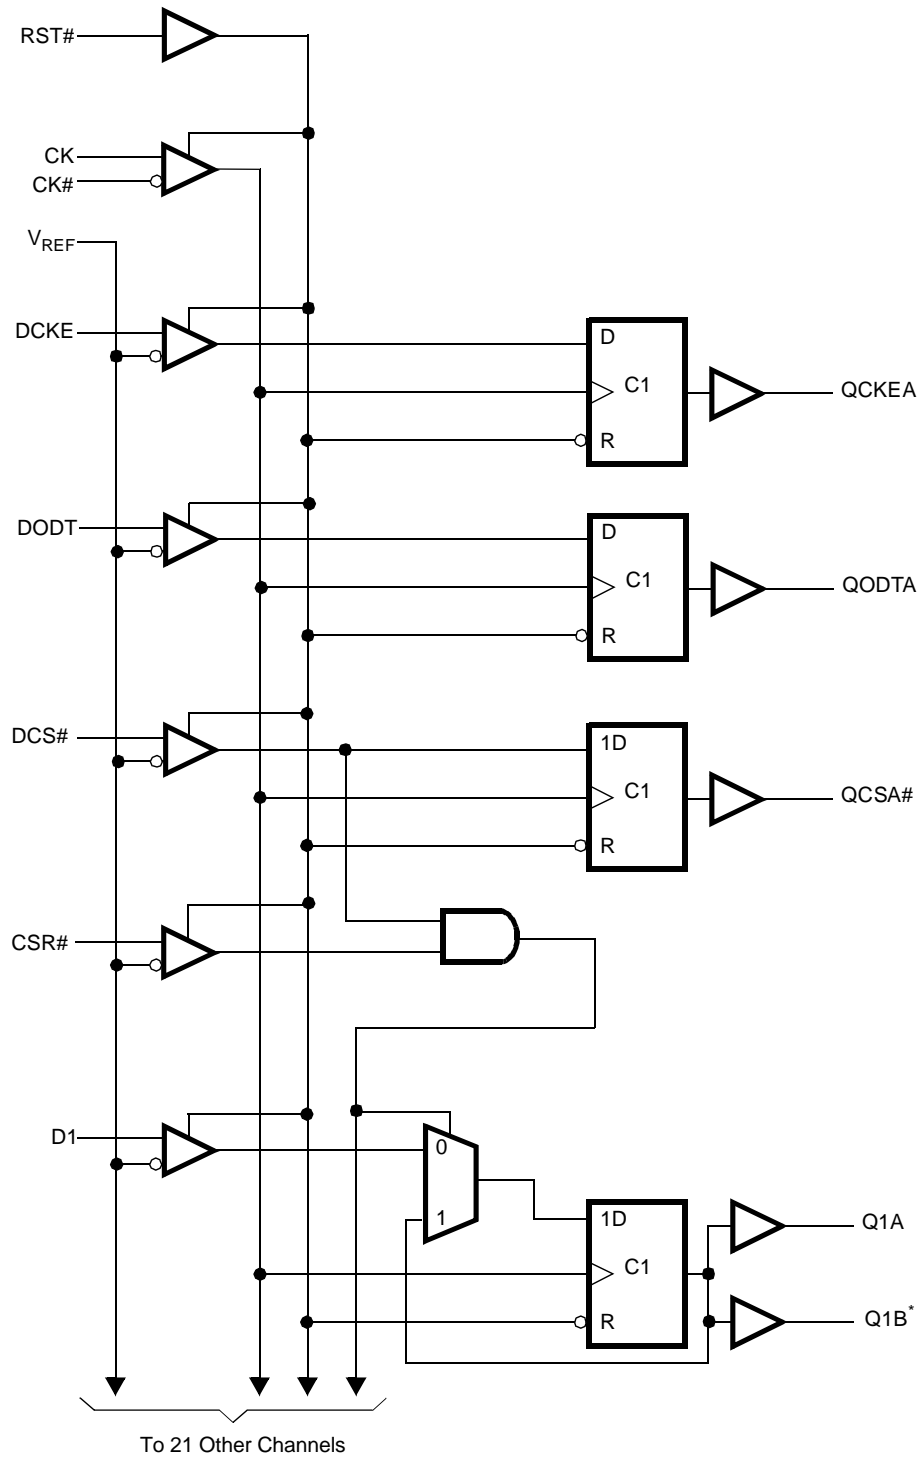 RST#
CK
CK#
VREF
DCKE
D
C1
R
QCKEA
DODT
D
C1
R
QODTA
DCS#
1D
C1
R
QCSA#
CSR#
D1
0
1
1D
C1
R
Q1A
Q1B*
To 21 Other Channels